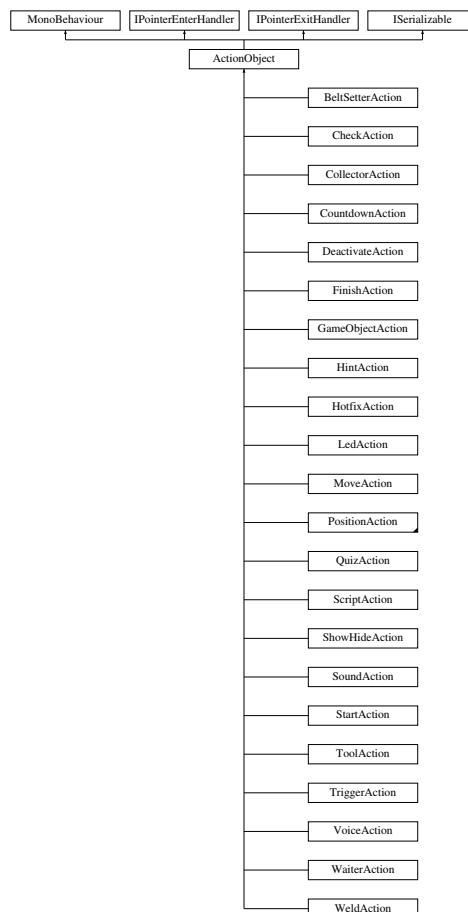 MonoBehaviour IPointerEnterHandler IPointerExitHandler ISerializable
ActionObject
BeltSetterAction
CheckAction
CollectorAction
CountdownAction
DeactivateAction
FinishAction
GameObjectAction
HintAction
HotfixAction
LedAction
MoveAction
PositionAction
QuizAction
ScriptAction
ShowHideAction
SoundAction
StartAction
ToolAction
TriggerAction
VoiceAction
WaiterAction
WeldAction